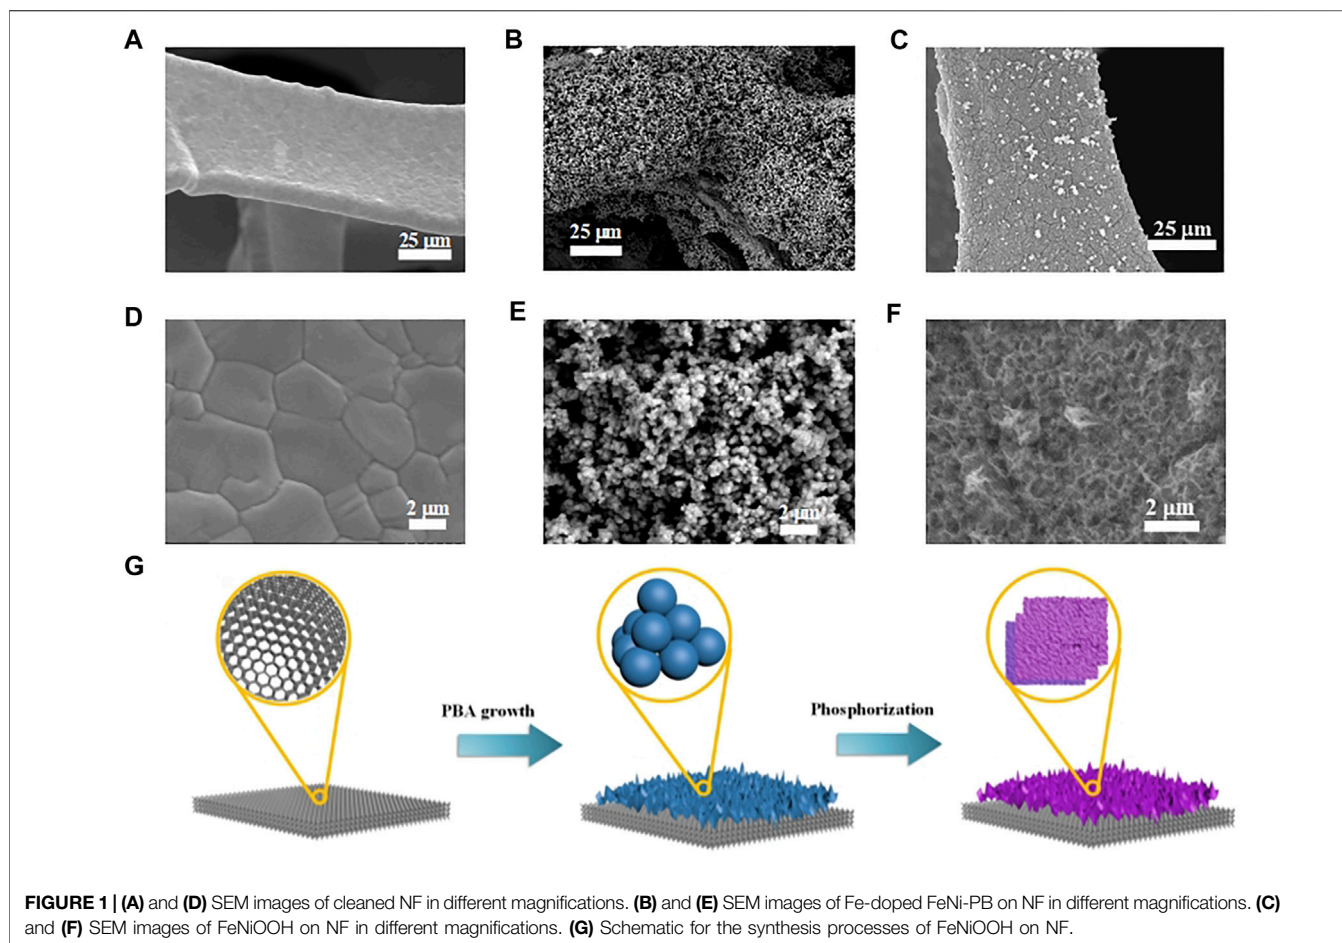 A
B
C
25 μm
25 μm
25 μm
D
E
F
2 μm
2 μm
2 μm
G
PBA growth
Phosphorization
FIGURE 1 | (A) and (D) SEM images of cleaned NF in different magnifications. (B) and (E) SEM images of Fe-doped FeNi-PB on NF in different magnifications. (C)
and (F) SEM images of FeNiOOH on NF in different magnifications. (G) Schematic for the synthesis processes of FeNiOOH on NF.